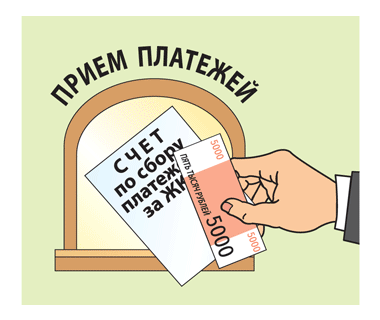 ПРИЕМ ПЛАТЕЖЕЙ
СЧЕТ
по сбору
платеж
за ЖК
5000
ПЯТЬ ТЫСЯЧ РУБЛЕЙ
5000
5000